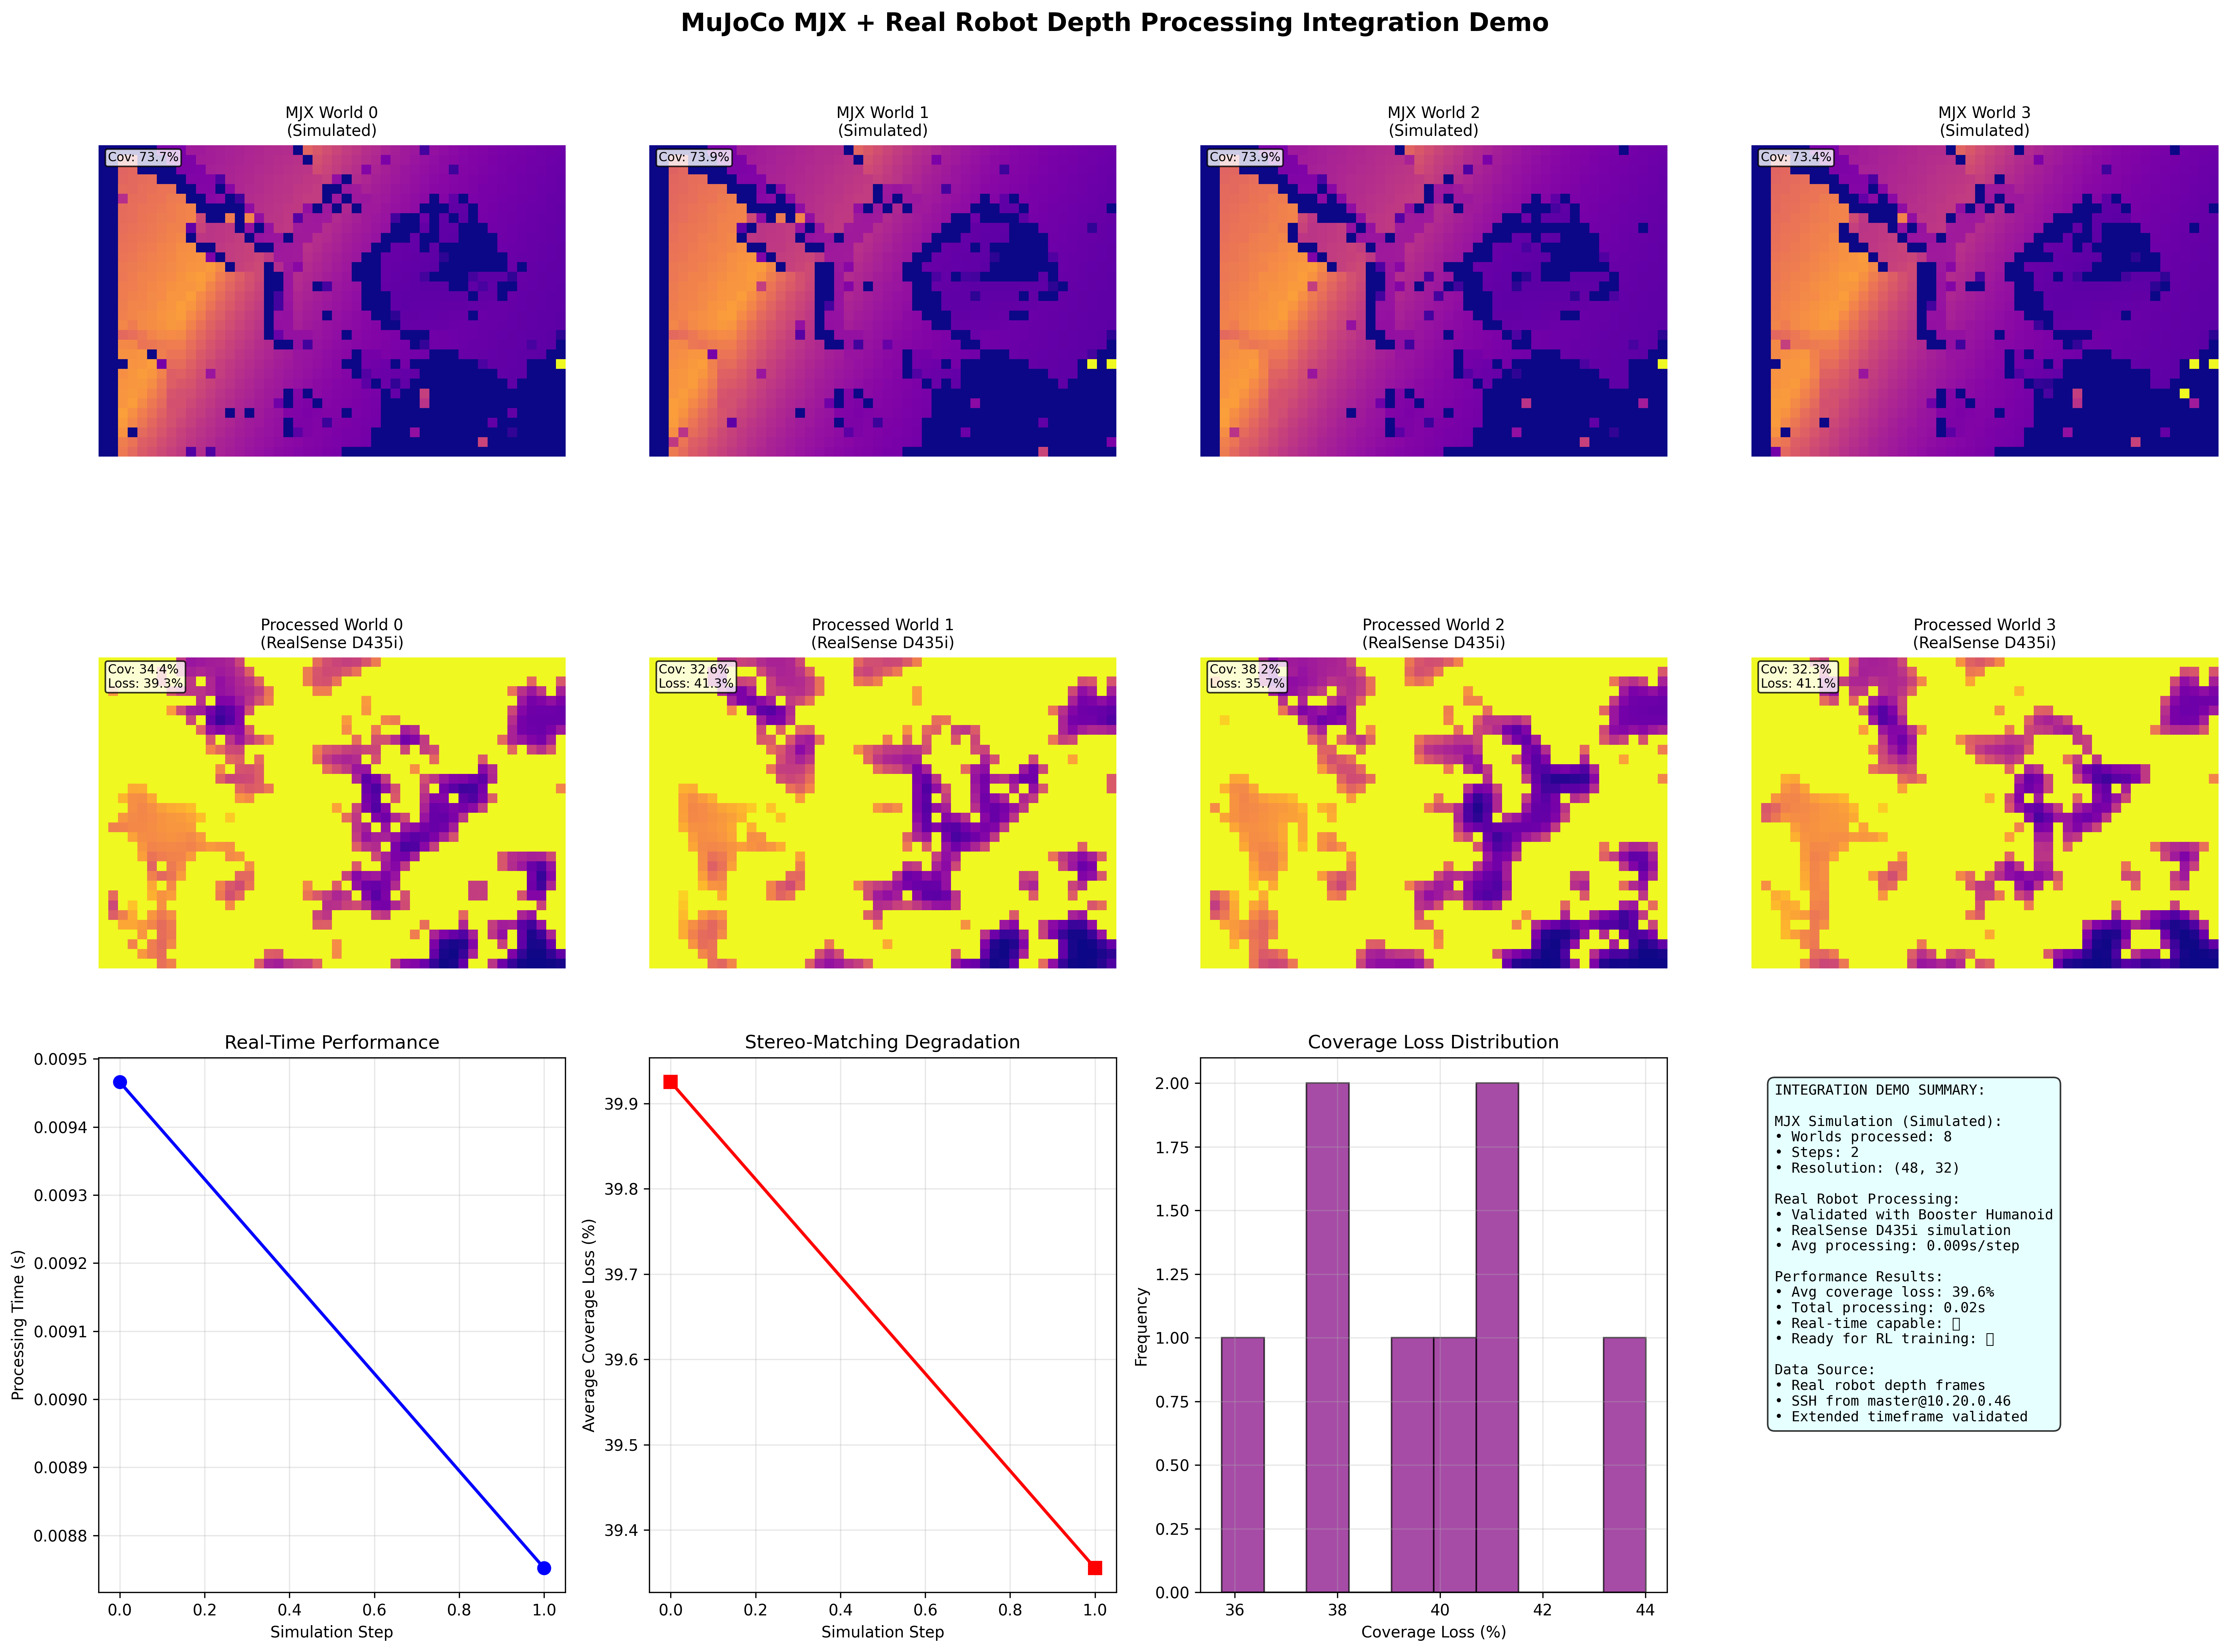 MuJoCo MJX + Real Robot Depth Processing Integration Demo
MJX World 0
(Simulated)
Cov: 73.7%
MJX World 1
(Simulated)
Cov: 73.9%
MJX World 2
(Simulated)
Cov: 73.9%
MJX World 3
(Simulated)
Cov: 73.4%
Processed World 0
(RealSense D435i)
Cov: 34.4%
Loss: 39.3%
Processed World 1
(RealSense D435i)
Cov: 32.6%
Loss: 41.3%
Processed World 2
(RealSense D435i)
Cov: 38.2%
Loss: 35.7%
Processed World 3
(RealSense D435i)
Cov: 32.3%
Loss: 41.1%
Real-Time Performance
Processing Time (s)
0.0095
0.0094
0.0093
0.0092
0.0091
0.0090
0.0089
0.0088
0.0 0.2 0.4 0.6 0.8 1.0
Simulation Step
Stereo-Matching Degradation
Average Coverage Loss (%)
39.9
39.8
39.7
39.6
39.5
39.4
0.0 0.2 0.4 0.6 0.8 1.0
Simulation Step
Coverage Loss Distribution
Frequency
2.00
1.75
1.50
1.25
1.00
0.75
0.50
0.25
0.00
36 38 40 42 44
Coverage Loss (%)
INTEGRATION DEMO SUMMARY:
MJX Simulation (Simulated):
• Worlds processed: 8
• Steps: 2
• Resolution: (48, 32)
Real Robot Processing:
• Validated with Booster Humanoid
• RealSense D435i simulation
• Avg processing: 0.009s/step
Performance Results:
• Avg coverage loss: 39.6%
• Total processing: 0.02s
• Real-time capable: ▯
• Ready for RL training: ▯
Data Source:
• Real robot depth frames
• SSH from master@10.20.0.46
• Extended timeframe validated